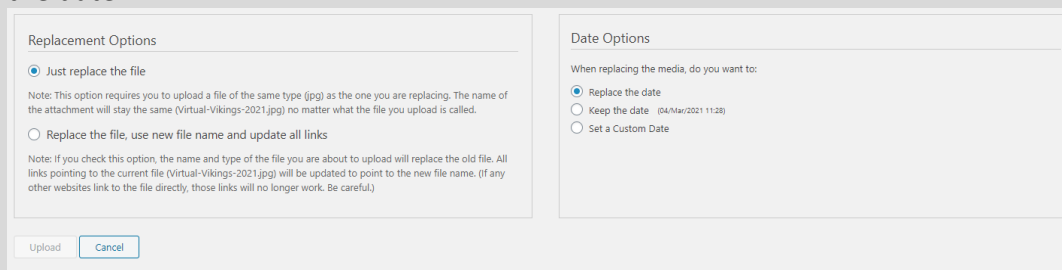 Replacement Options
Just replace the file
Note: This option requires you to upload a file of the same type (jpg) as the one you are replacing. The name of
the attachment will stay the same (Virtual-Vikings-2021.jpg) no matter what the file you upload is called.
Replace the file, use new file name and update all links
Note: If you check this option, the name and type of the file you are about to upload will replace the old file. All
links pointing to the current file (Virtual-Vikings-2021.jpg) will be updated to point to the new file name. (If any
other websites link to the file directly, those links will no longer work. Be careful.)
Date Options
When replacing the media, do you want to:
Replace the date
Keep the date (04/Mar/2021 11:28)
Set a Custom Date
Upload Cancel